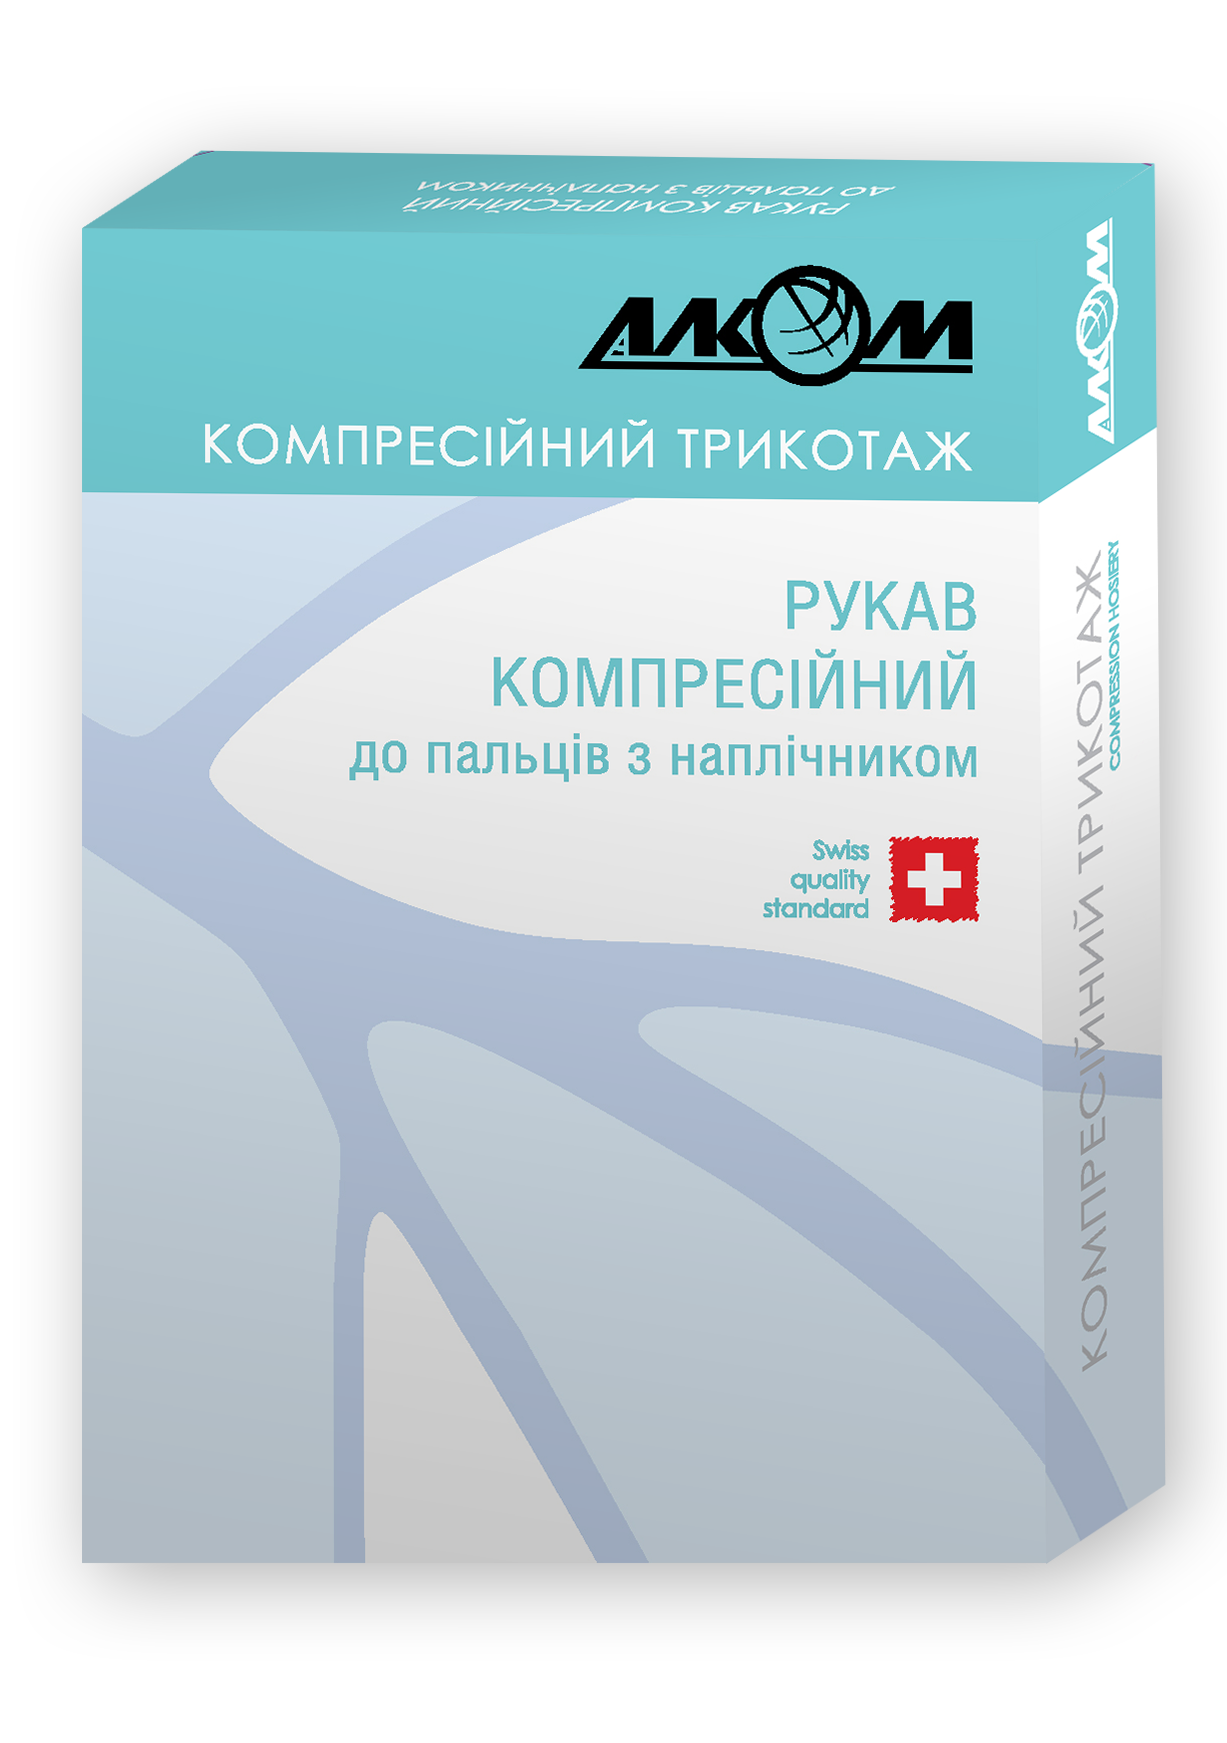 РУКАВ КОМПРЕСІЙНИЙ
ДО ПАЛЬЦІВ З НАПЛІЧНИКОМ
АЛКОМ
КОМПРЕСІЙНИЙ ТРИКОТАЖ
РУКАВ
КОМПРЕСІЙНИЙ
до пальців з наплічником
Swiss
quality
standard
АЛКОМ
КОМПРЕСІЙНИЙ ТРИКОТАЖ
COMPRESSION HOSIERY